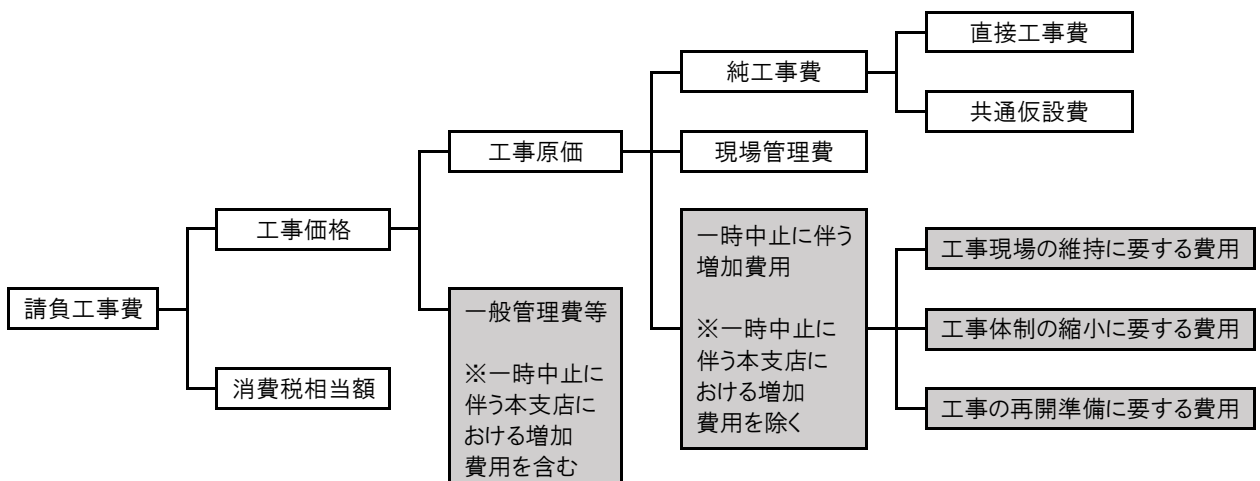 請負工事費
工事価格
消費税相当額
工事原価
一般管理費等
※一時中止に
伴う本支店に
おける増加
費用を含む
純工事費
現場管理費
一時中止に伴う
増加費用
※一時中止に
伴う本支店に
おける増加
費用を除く
直接工事費
共通仮設費
工事現場の維持に要する費用
工事体制の縮小に要する費用
工事の再開準備に要する費用